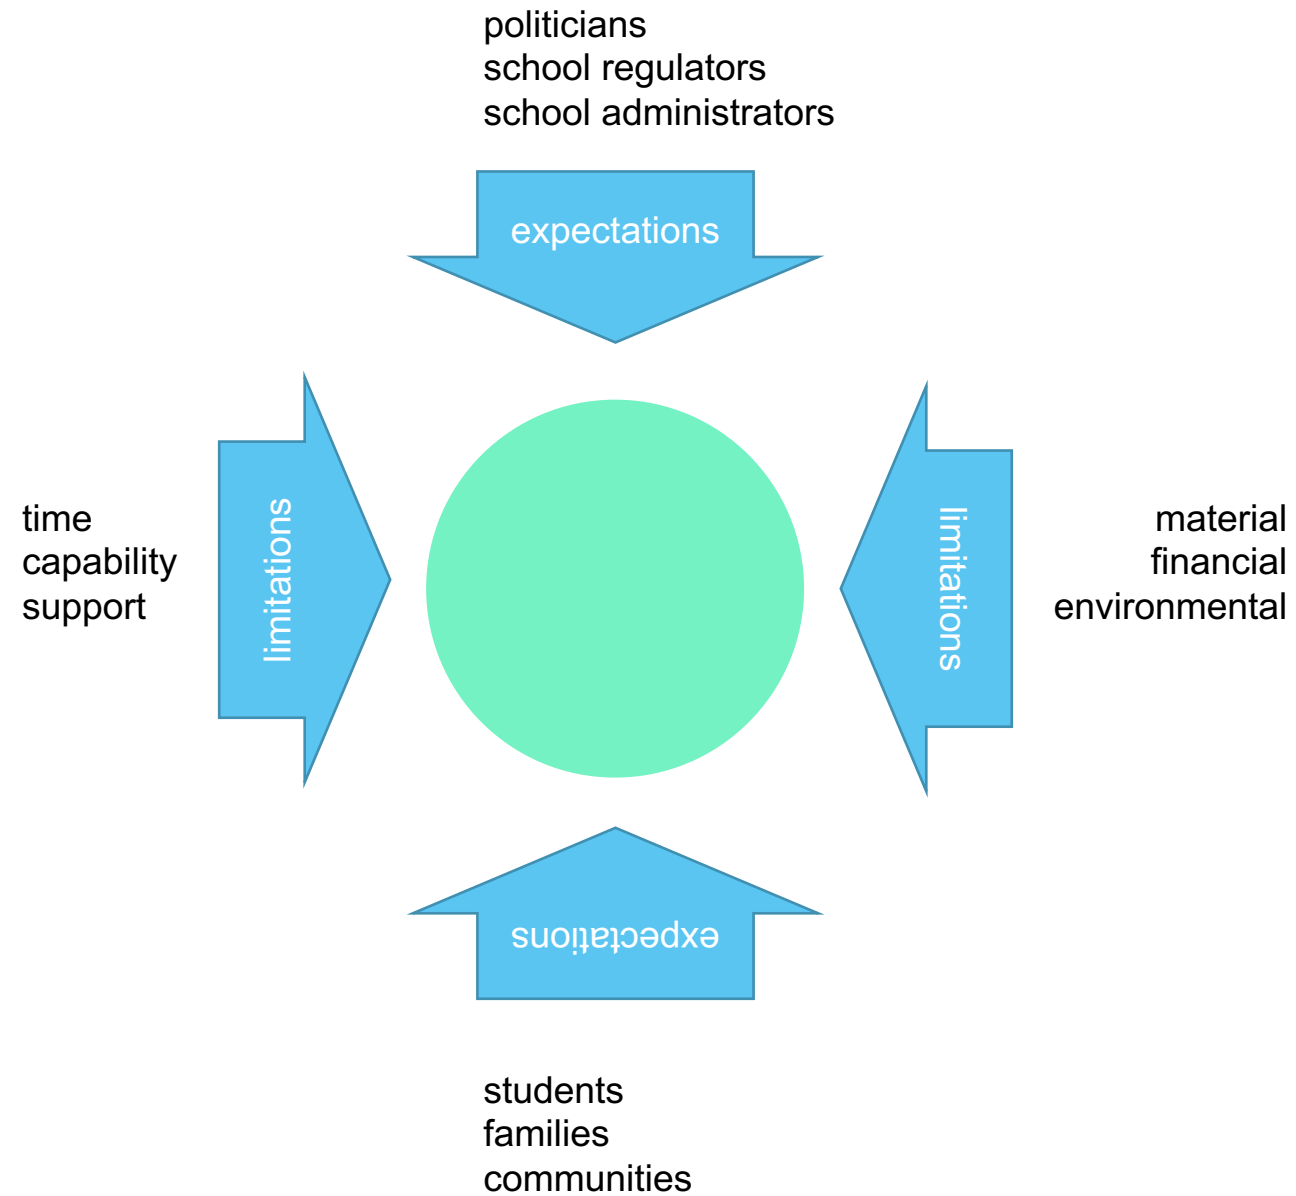 politicians
school regulators
school administrators
expectations
time
capability
support
limitations
limitations
material
financial
environmental
expectations
students
families
communities